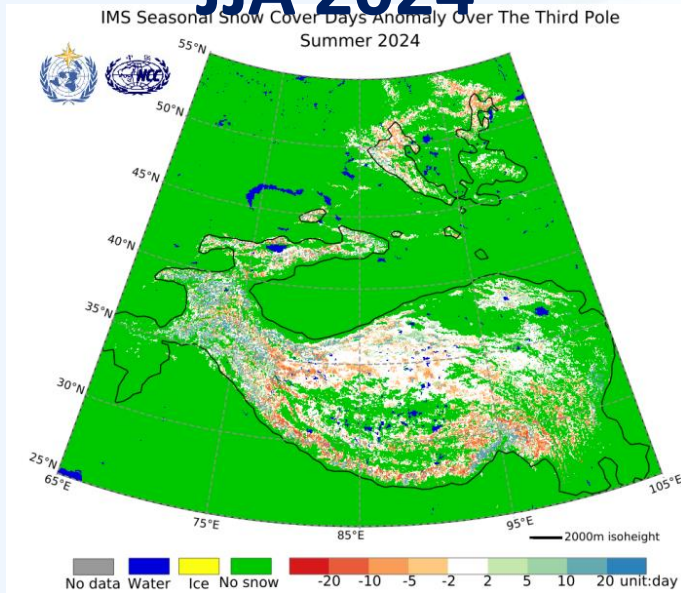 JJA 2024
IMS Seasonal Snow Cover Days Anomaly Over The Third Pole
Summer 2024
NCC
55°N
50°N
45°N
40°N
35°N
30°N
25°N
65°E
75°E
85°E
95°E
105°E
2000m isoheight
No data Water Ice No snow -20 -10 -5 -2 2 5 10 20 unit:day